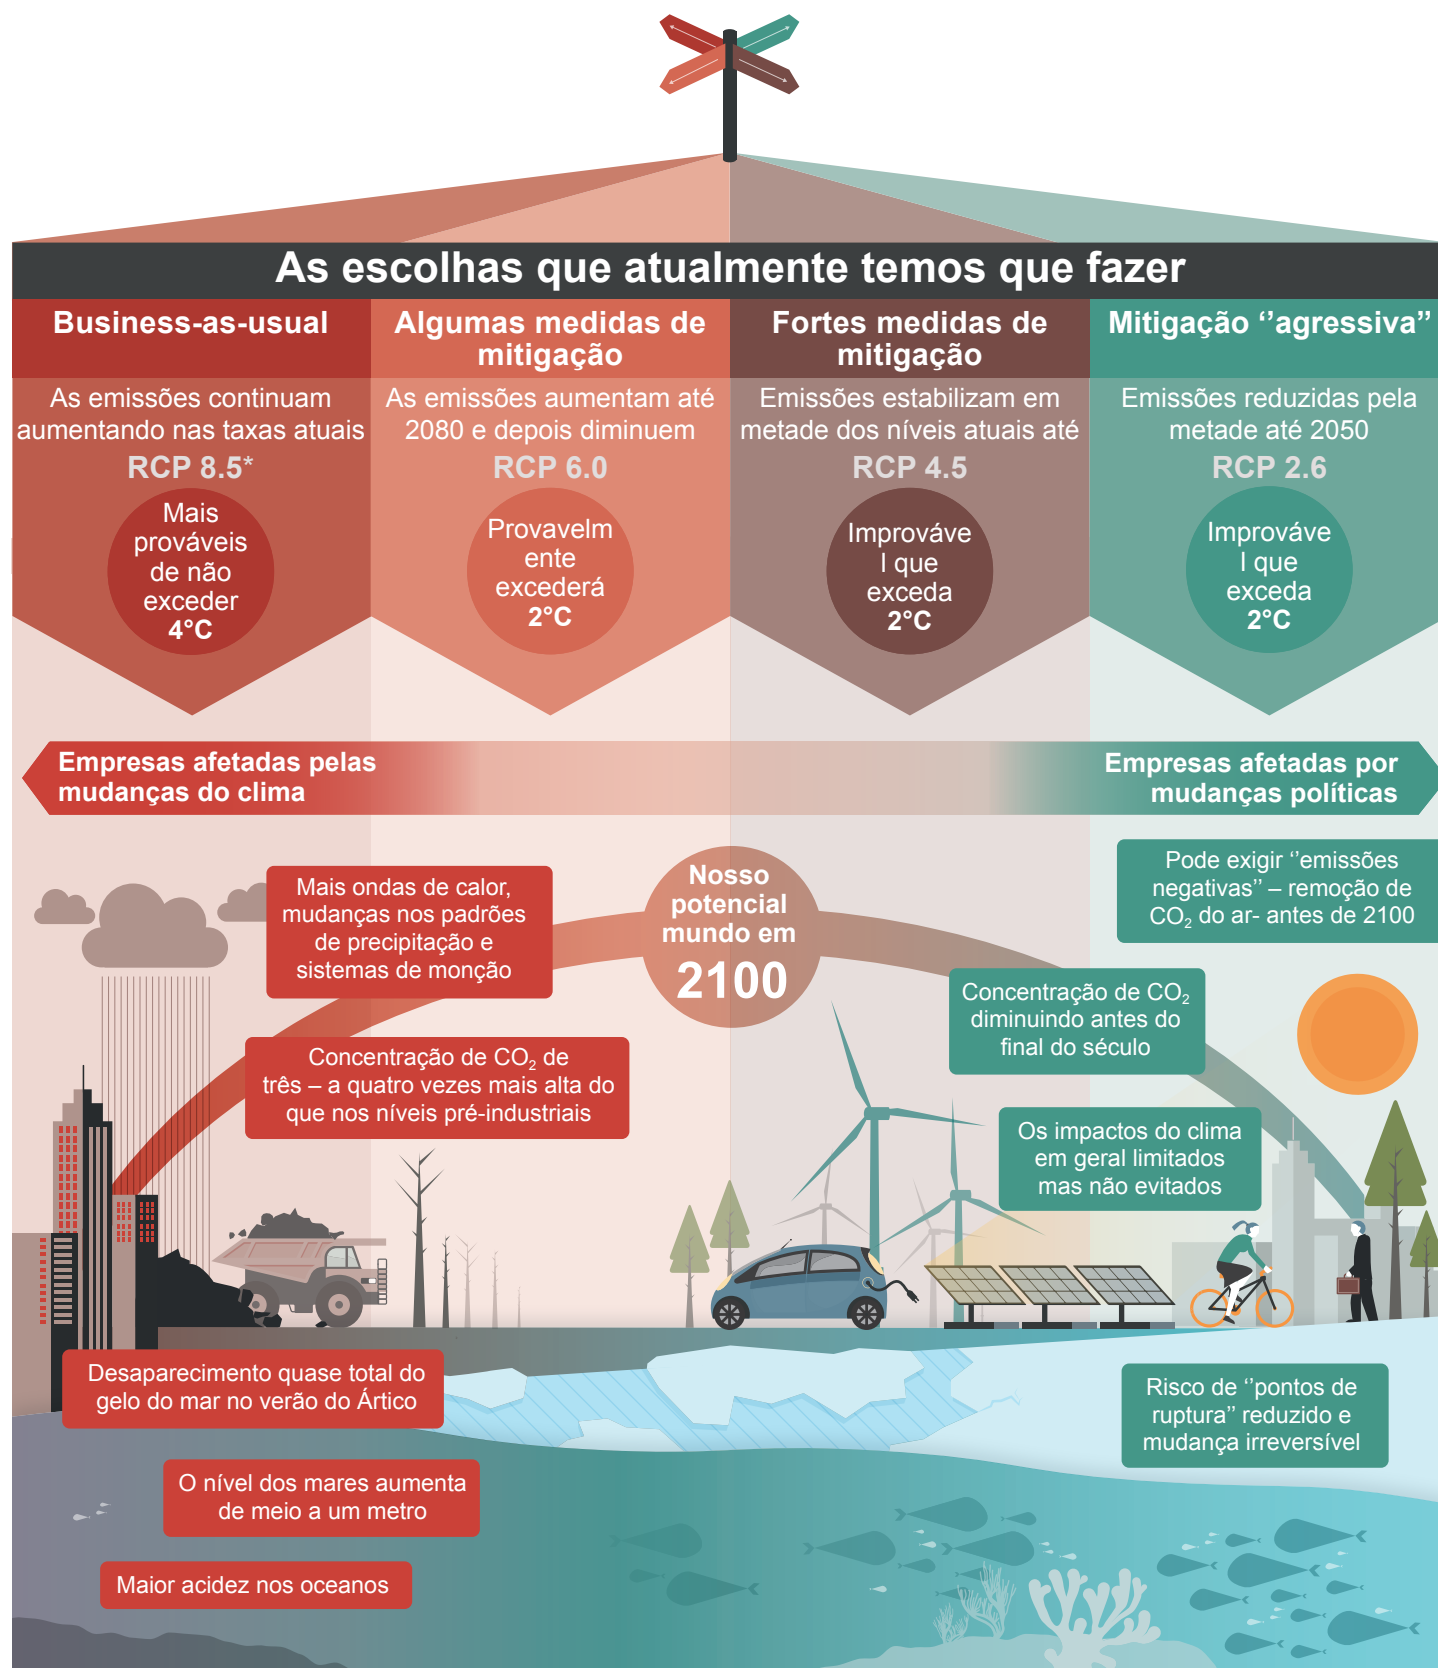 As escolhas que atualmente temos que fazer
Business-as-usual
As emissões continuam
aumentando nas taxas atuais
RCP 8.5*
Mais
prováveis
de não
exceder
4°C
Algumas medidas de
mitigação
As emissões aumentam até
2080 e depois diminuem
RCP 6.0
Provavelm
ente
excederá
2°C
Fortes medidas de
mitigação
Emissões estabilizam em
metade dos níveis atuais até
RCP 4.5
Improváve
l que
exceda
2°C
Mitigação ‘‘agressiva’’
Emissões reduzidas pela
metade até 2050
RCP 2.6
Improváve
l que
exceda
2°C
Empresas afetadas pelas
mudanças do clima
Empresas afetadas por
mudanças políticas
Nosso
potencial
mundo em
2100
Mais ondas de calor,
mudanças nos padrões
de precipitação e
sistemas de monção
Concentração de CO₂ de
três – a quatro vezes mais alta do
que nos níveis pré-industriais
Pode exigir ‘‘emissões
negativas’’ – remoção de
CO₂ do ar- antes de 2100
Concentração de CO₂
diminuindo antes do
final do século
Os impactos do clima
em geral limitados
mas não evitados
Desaparecimento quase total do
gelo do mar no verão do Ártico
O nível dos mares aumenta
de meio a um metro
Maior acidez nos oceanos
Risco de ‘‘pontos de
ruptura’’ reduzido e
mudança irreversível